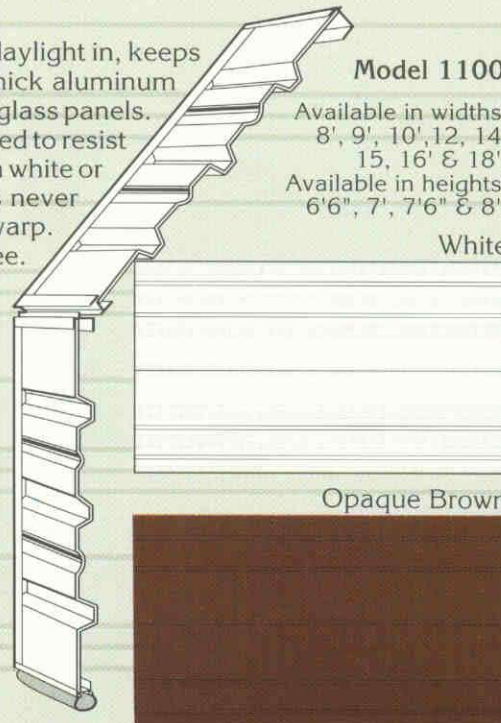 laylight in, keeps
hick aluminum
glass panels.
ed to resist
white or
never
arp.
ee.
Model 1100
Available in widths
8', 9', 10',12, 14
15, 16' & 18'
Available in heights
6'6", 7', 7'6" & 8'
White
Opaque Brown